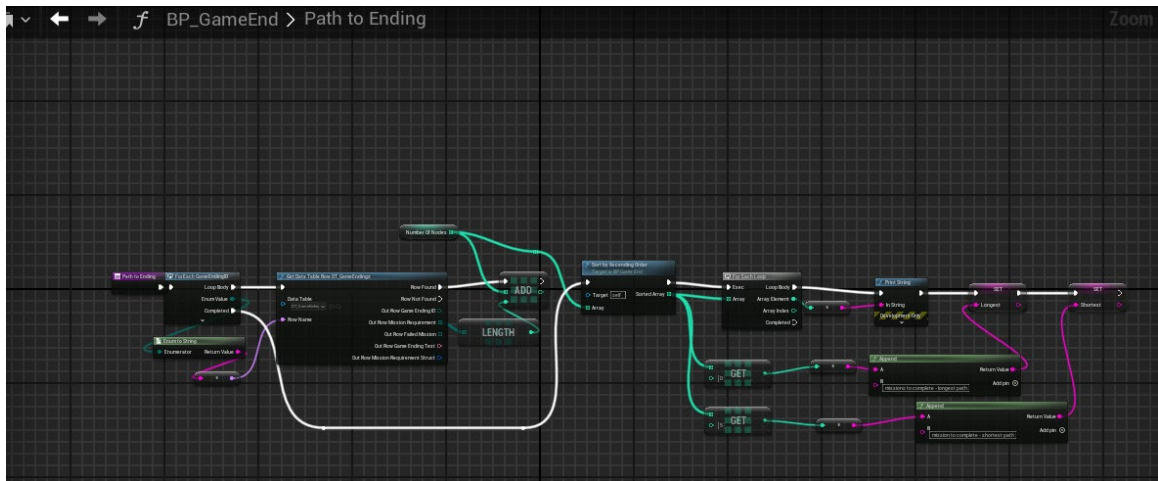 BP_GameEnd > Path to Ending
Zoom
Number Of Nodes
Path to Ending
ForEach GameEndingID
Loop Body
Enum Value
Completed
Enum to String
Enumerator
Return Value
Get Data Table Row DT_GameEndings
Data Table
Row Name
Row Found
Row Not Found
Out Row Game Ending ID
Out Row Mission Requirement
Out Row Failed Mission
Out Row Game Ending Text
Out Row Mission Requirement Struct
ADD
LENGTH
Sort by Ascending Order
Target is BP Game End
Target
self
Sorted Array
Array
For Each Loop
Exec
Loop Body
Array
Array Element
Array Index
Completed
Print String
In String
Development Only
SET
Longest
SET
Shortest
GET
Append
A
Return Value
B
Add pin
missions to complete - longest path
GET
Append
A
Return Value
B
Add pin
mission to complete - shortest path